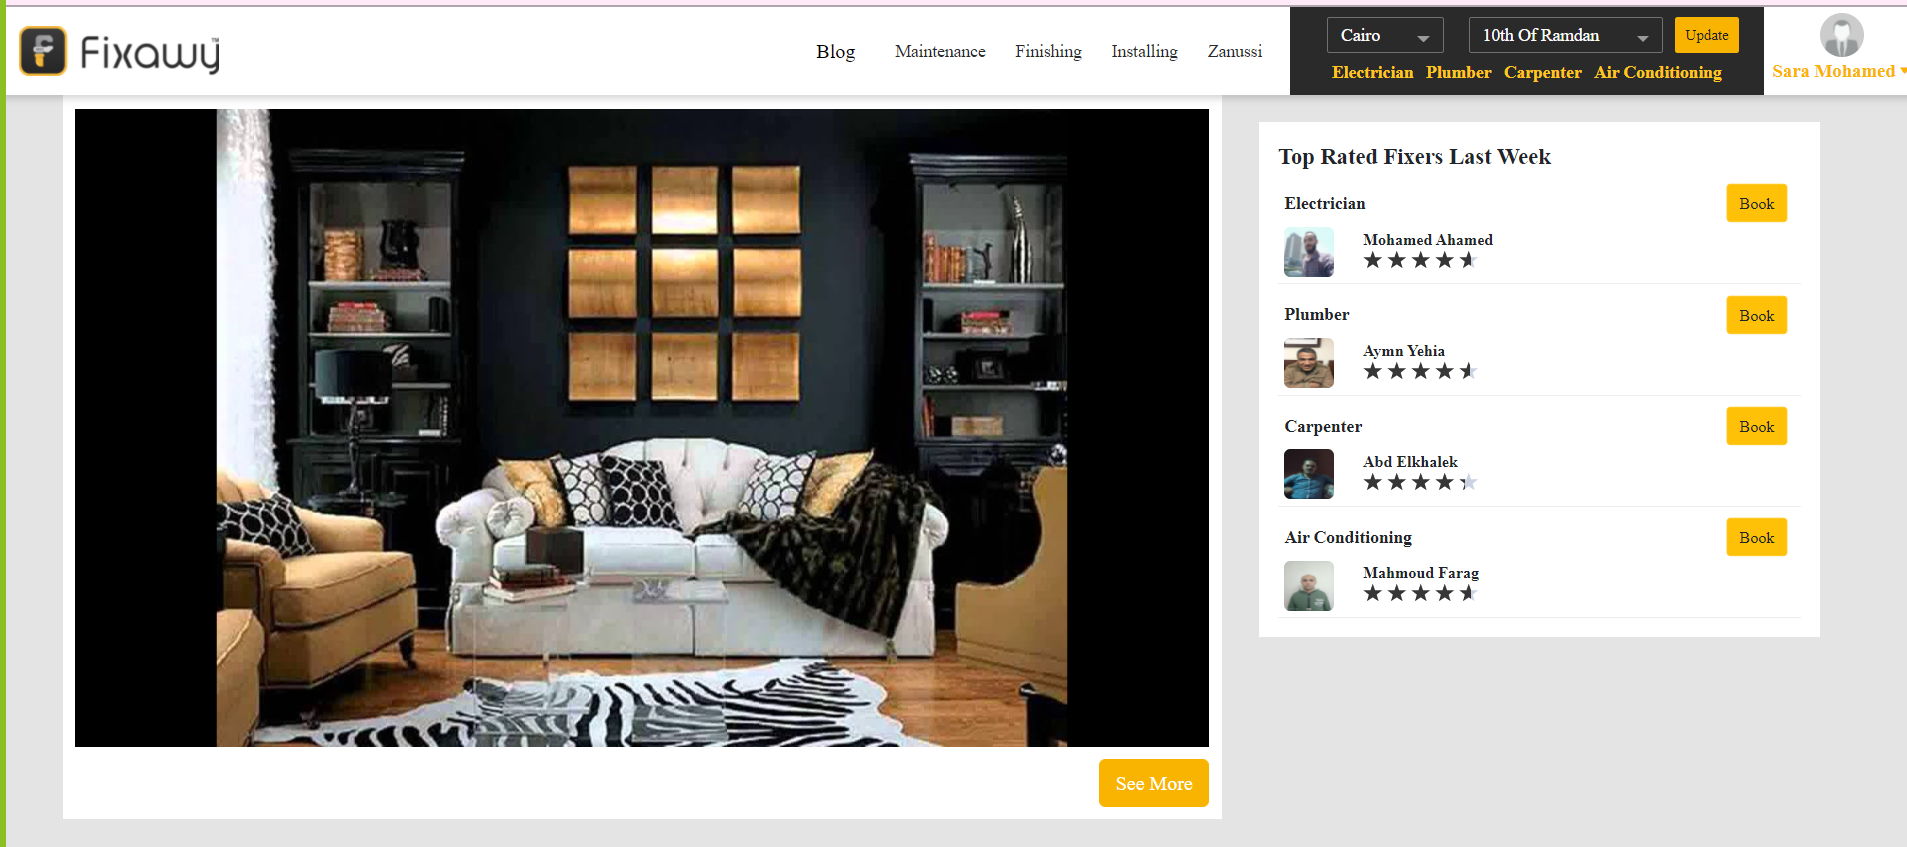 Fixawy™
Blog Maintenance Finishing Installing Zanussi
Cairo 10th Of Ramdan Update
Electrician Plumber Carpenter Air Conditioning
Sara Mohamed
See More
Top Rated Fixers Last Week
Electrician Book
Mohamed Ahamed
Plumber Book
Aymn Yehia
Carpenter Book
Abd Elkhalek
Air Conditioning Book
Mahmoud Farag